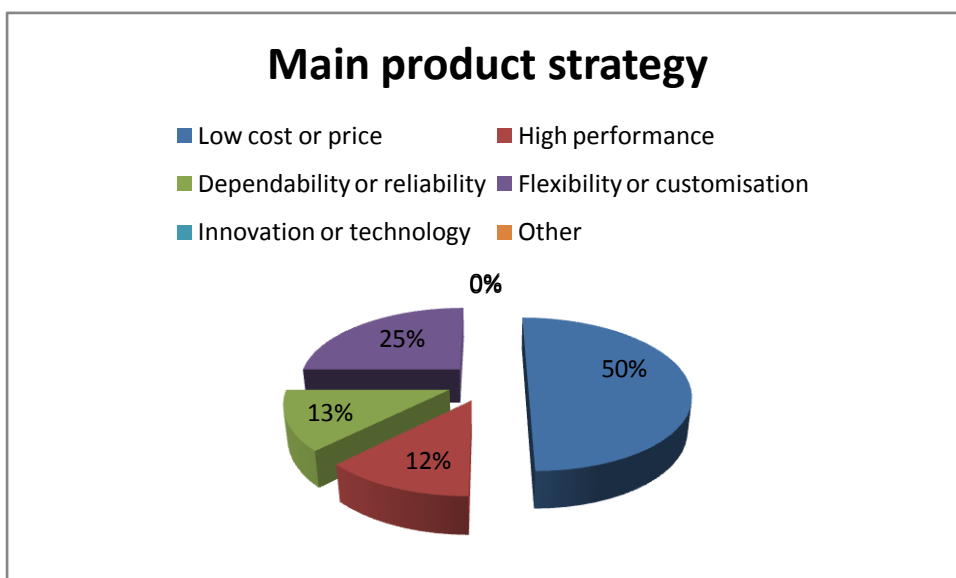 Main product strategy
Low cost or price
High performance
Dependability or reliability
Flexibility or customisation
Innovation or technology
Other
0%
25%
50%
13%
12%